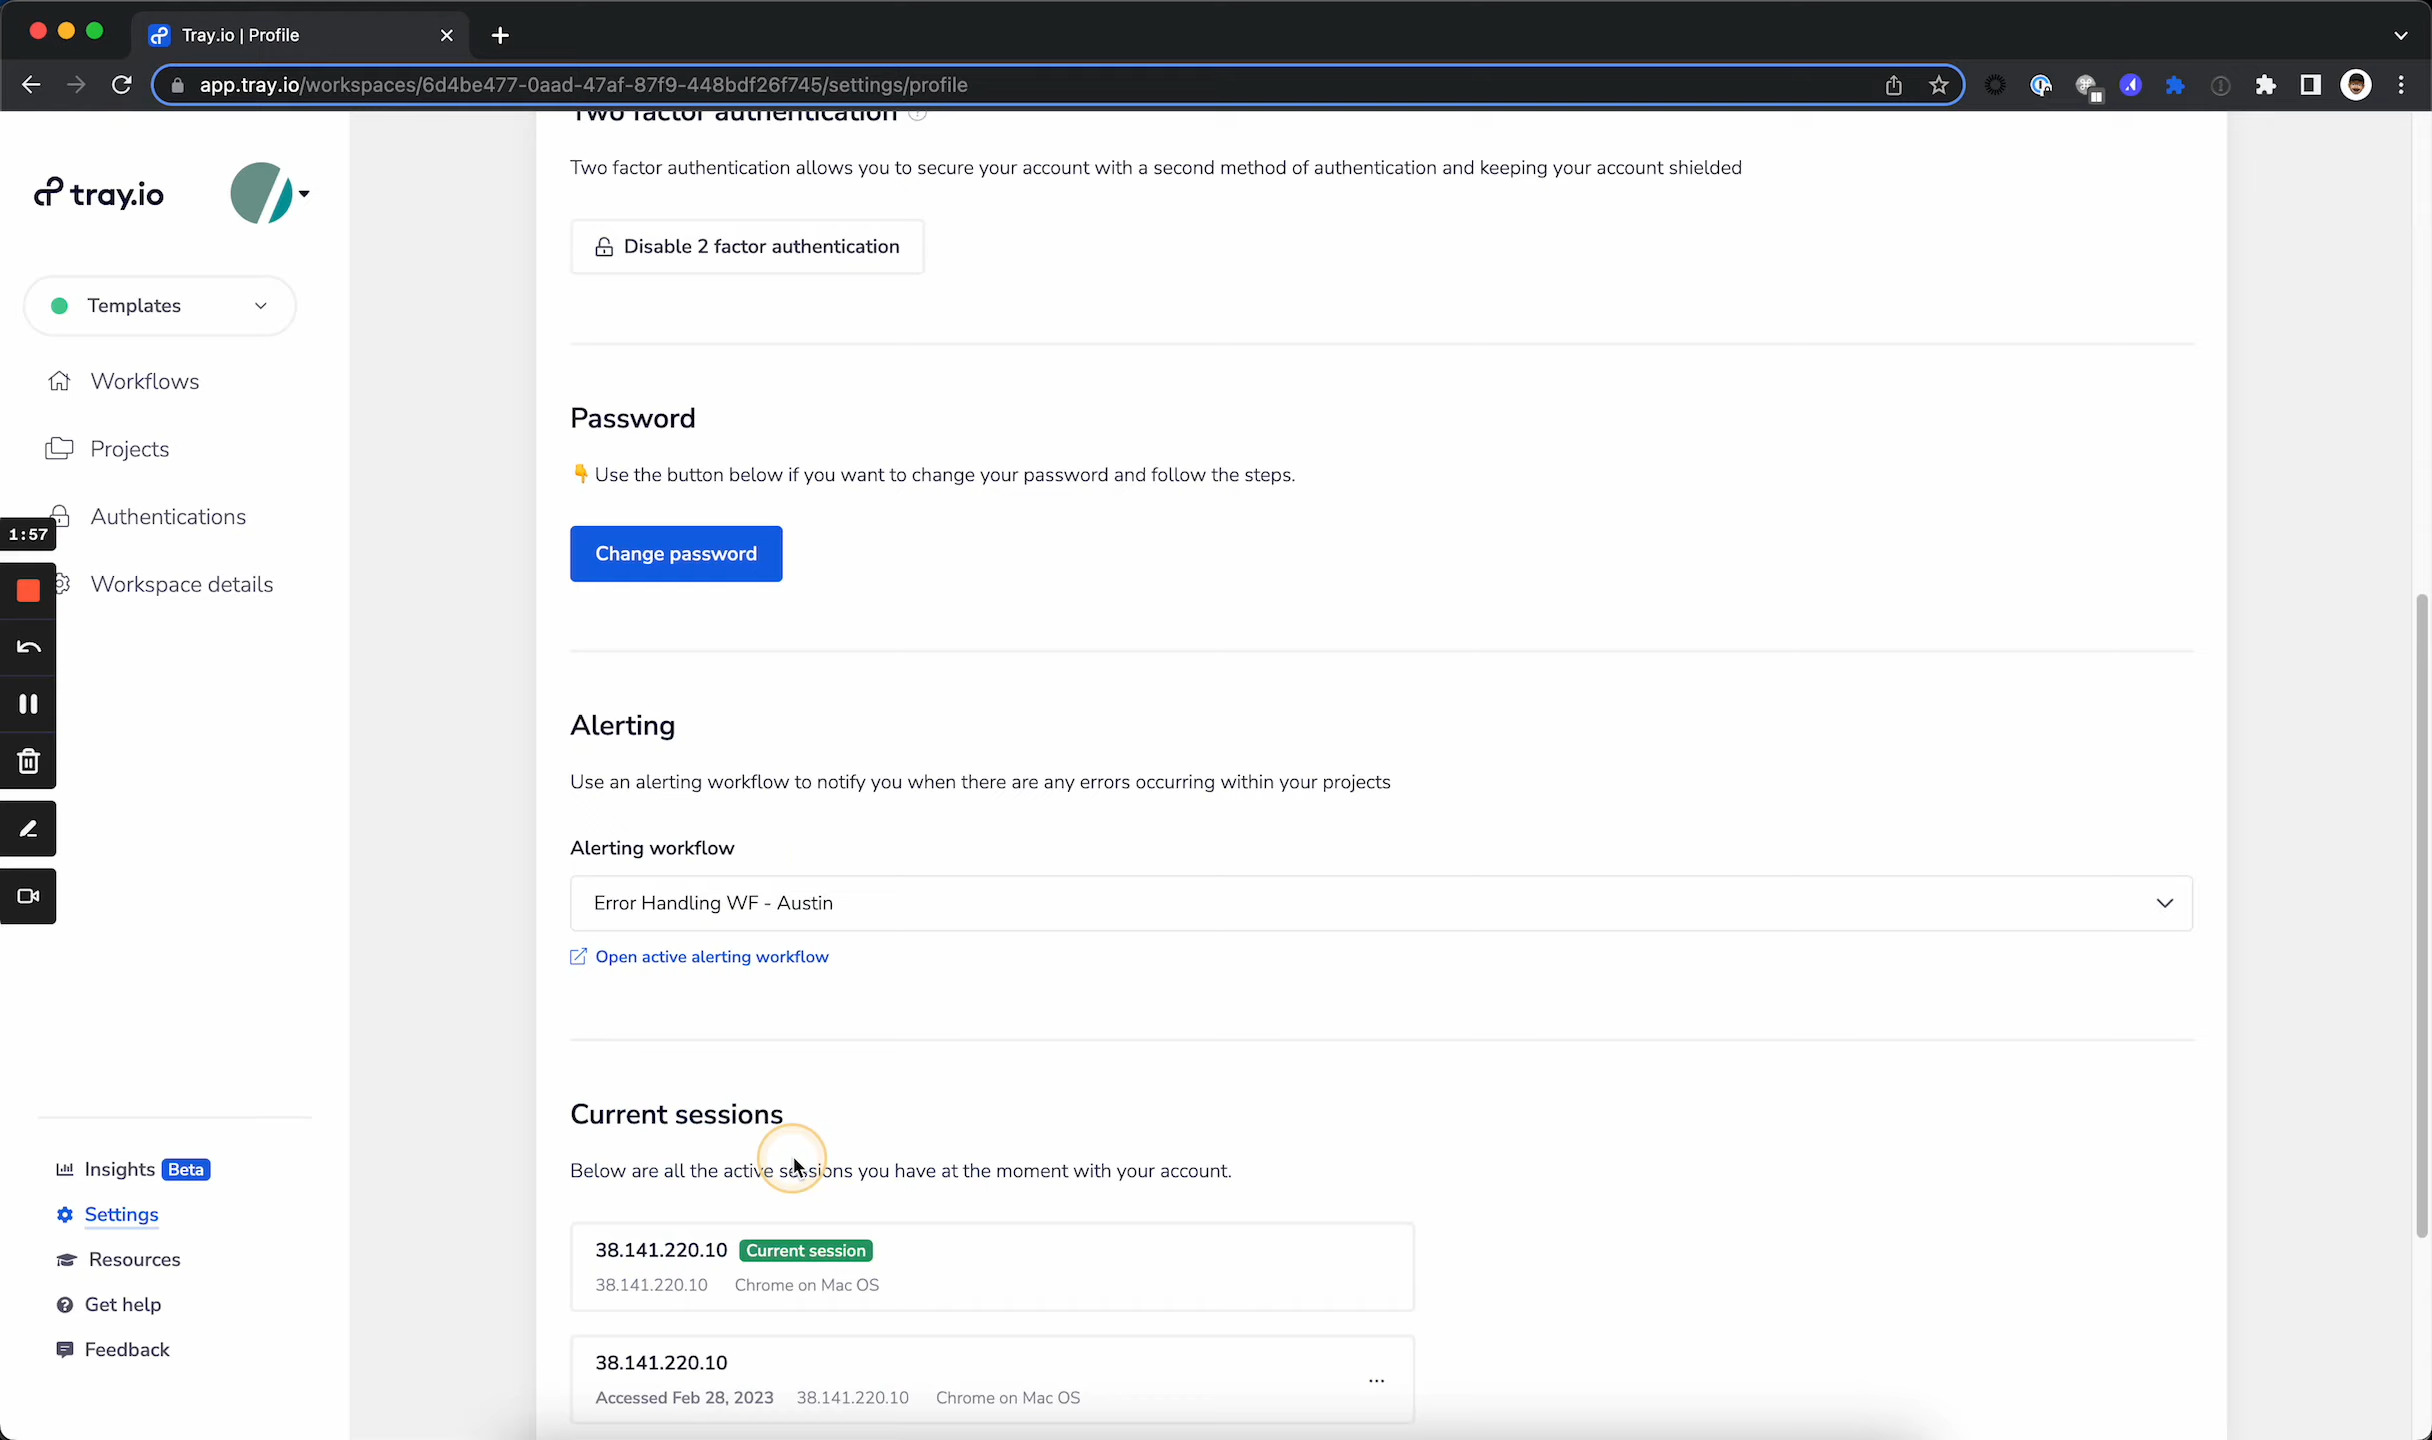 Tray.io | Profile
app.tray.io/workspaces/6d4be477-0aad-47af-87f9-448bdf26f745/settings/profile
tray.io
Templates
Workflows
Projects
Authentications
Workspace details
1:57
Insights Beta
Settings
Resources
Get help
Feedback
Two factor authentication
Two factor authentication allows you to secure your account with a second method of authentication and keeping your account shielded
Disable 2 factor authentication
Password
👇 Use the button below if you want to change your password and follow the steps.
Change password
Alerting
Use an alerting workflow to notify you when there are any errors occurring within your projects
Alerting workflow
Error Handling WF - Austin
Open active alerting workflow
Current sessions
Below are all the active sessions you have at the moment with your account.
38.141.220.10 Current session
38.141.220.10 Chrome on Mac OS
38.141.220.10
Accessed Feb 28, 2023 38.141.220.10 Chrome on Mac OS